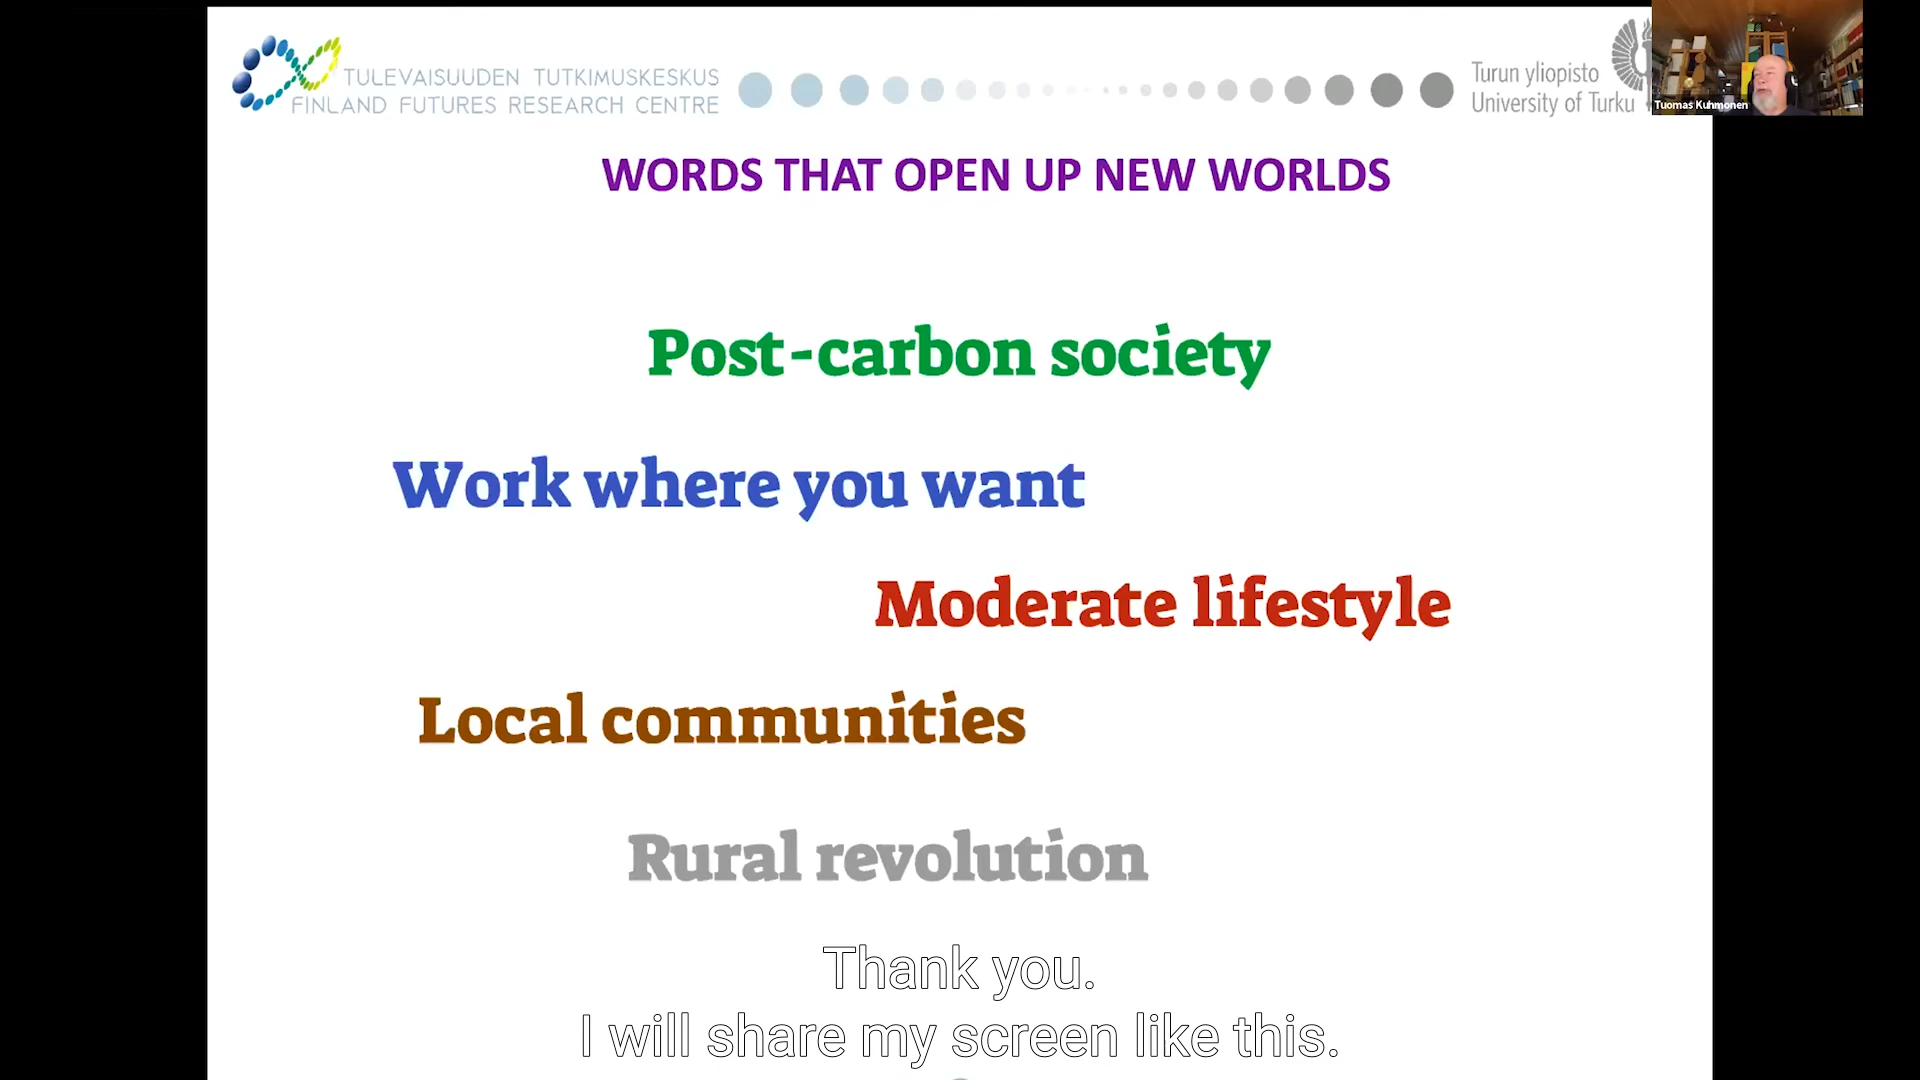 TULEVAISUUDEN TUTKIMUSKESKUS
FINLAND FUTURES RESEARCH CENTRE
Turun yliopisto
University of Turku
Tuomas Kuhmonen
WORDS THAT OPEN UP NEW WORLDS
Post-carbon society
Work where you want
Moderate lifestyle
Local communities
Rural revolution
Thank you.
I will share my screen like this.